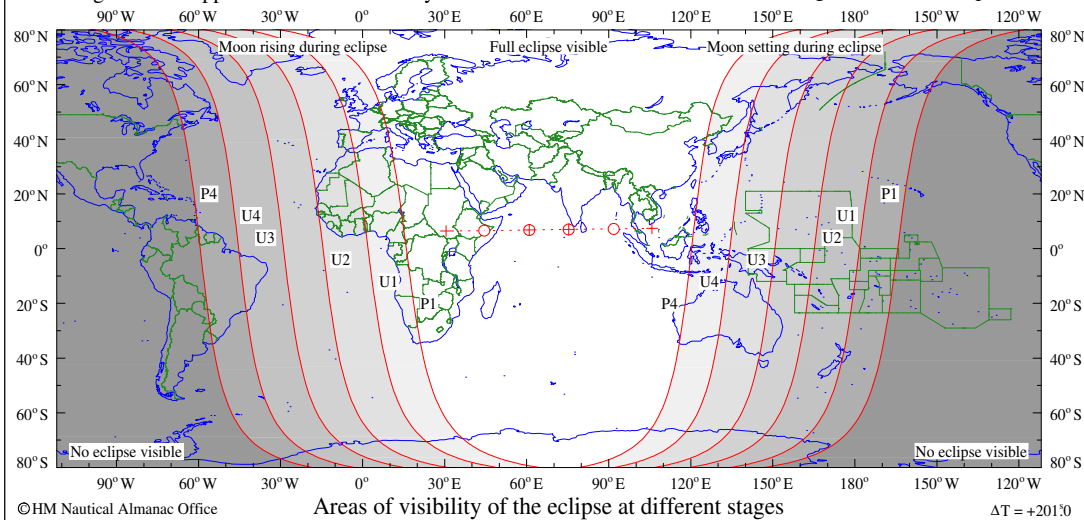 90° W 60° W 30° W 0° 30° E 60° E 90° E 120° E 150° E 180° E 150° W 120° W
80° N Moon rising during eclipse Full eclipse visible Moon setting during eclipse 80° N
60° N 60° N
40° N 40° N
20° N P4 P1 20° N
U4 U1
U3 U2
0° U2 U3 0°
U1 U4
20° S P1 P4 20° S
40° S 40° S
60° S 60° S
No eclipse visible No eclipse visible
80° S 80° S
90° W 60° W 30° W 0° 30° E 60° E 90° E 120° E 150° E 180° E 150° W 120° W
©HM Nautical Almanac Office Areas of visibility of the eclipse at different stages ΔT = +201.0s